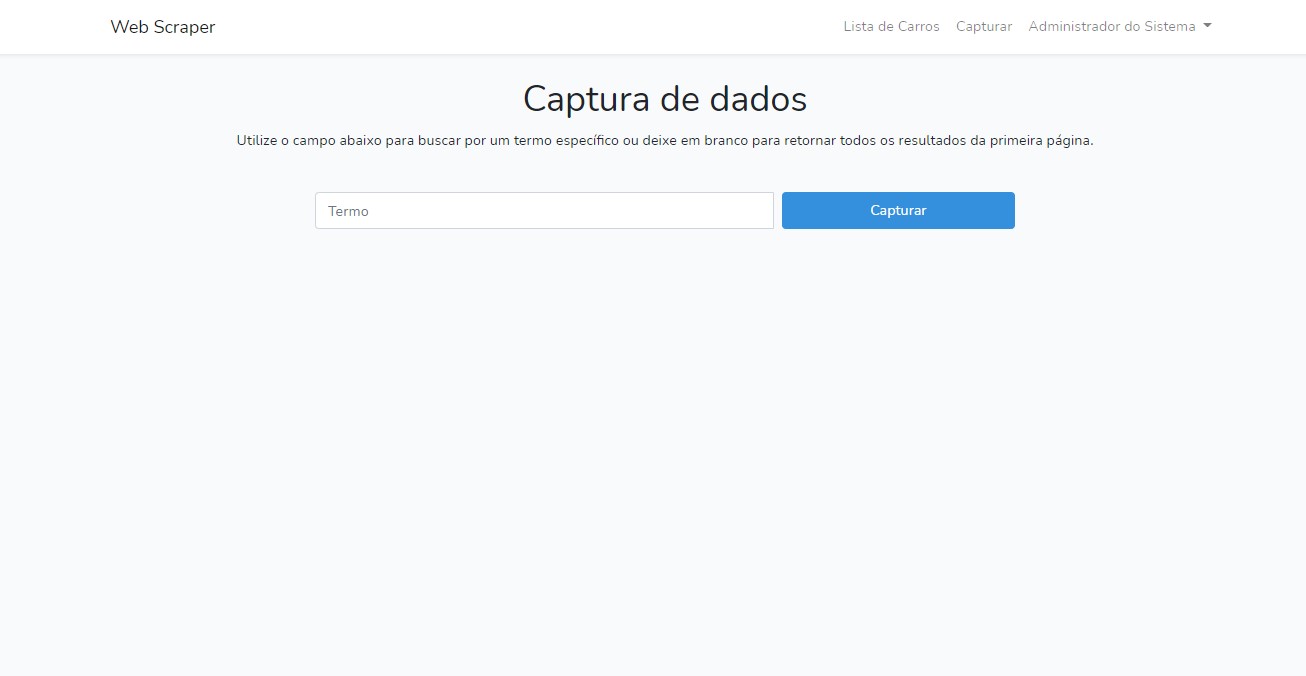 Web Scraper
Lista de Carros Capturar Administrador do Sistema
Captura de dados
Utilize o campo abaixo para buscar por um termo específico ou deixe em branco para retornar todos os resultados da primeira página.
Termo
Capturar